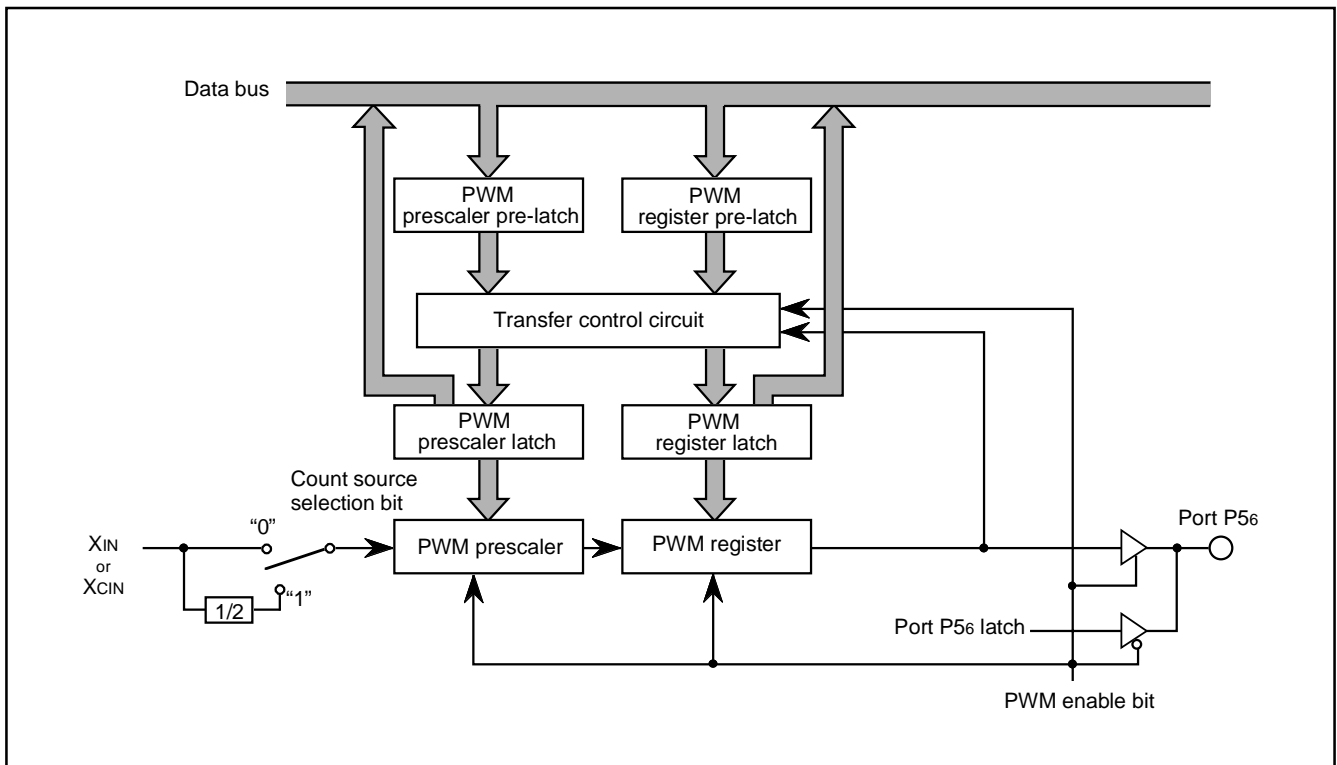 Data bus
PWM
prescaler pre-latch
PWM
register pre-latch
Transfer control circuit
PWM
prescaler latch
PWM
register latch
Count source
selection bit
“0”
XIN
or
XCIN
“1”
1/2
PWM prescaler
PWM register
Port P56
Port P56 latch
PWM enable bit